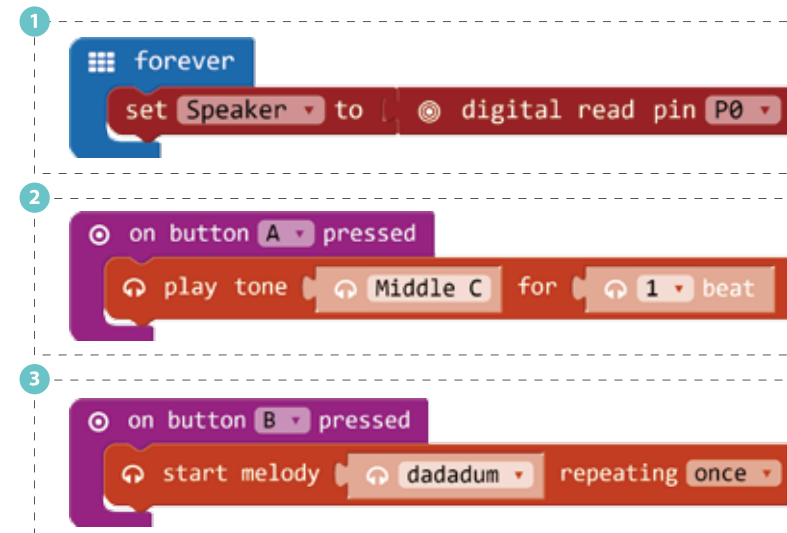 1
forever
set Speaker to digital read pin P0
2
on button A pressed
play tone Middle C for 1 beat
3
on button B pressed
start melody dadadum repeating once